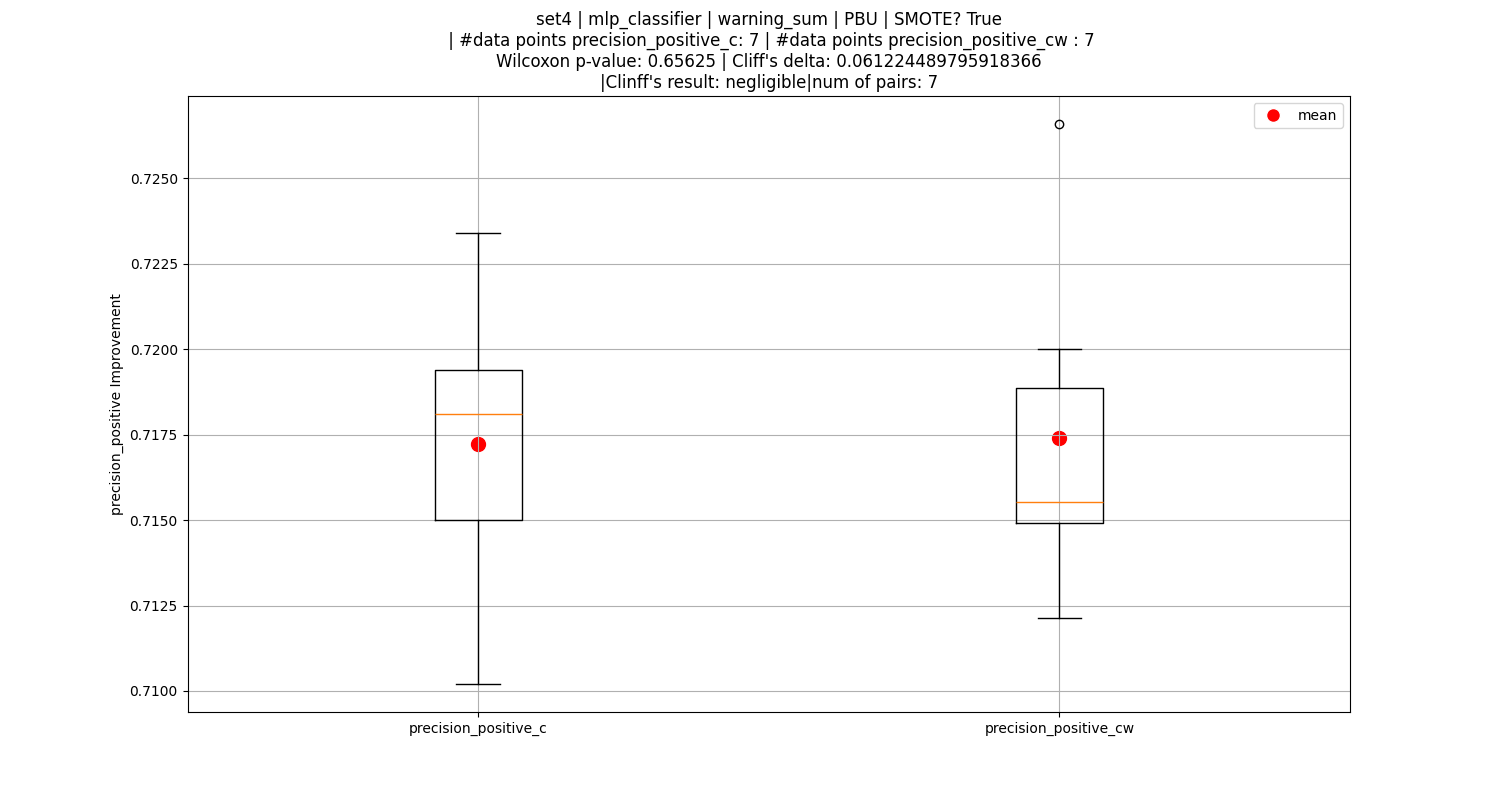 set4 | mlp_classifier | warning_sum | PBU | SMOTE? True
| #data points precision_positive_c: 7 | #data points precision_positive_cw : 7
Wilcoxon p-value: 0.65625 | Cliff's delta: 0.061224489795918366
|Clinff's result: negligible|num of pairs: 7
mean
0.7250
0.7225
0.7200
0.7175
0.7150
0.7125
0.7100
precision_positive Improvement
precision_positive_c
precision_positive_cw